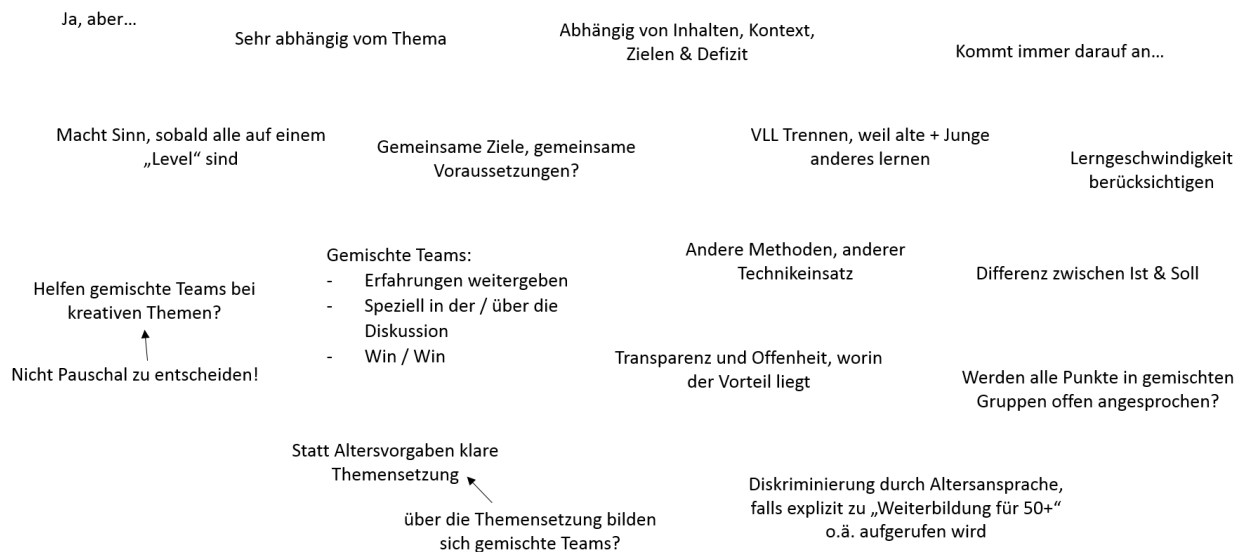 Ja, aber…
Sehr abhängig vom Thema
Abhängig von Inhalten, Kontext,
Zielen & Defizit
Kommt immer darauf an…
Macht Sinn, sobald alle auf einem
„Level“ sind
Gemeinsame Ziele, gemeinsame
Voraussetzungen?
VLL Trennen, weil alte + Junge
anderes lernen
Lerngeschwindigkeit
berücksichtigen
Helfen gemischte Teams bei
kreativen Themen?
Nicht Pauschal zu entscheiden!
Gemischte Teams:
- Erfahrungen weitergeben
- Speziell in der / über die
Diskussion
- Win / Win
Andere Methoden, anderer
Technikeinsatz
Differenz zwischen Ist & Soll
Transparenz und Offenheit, worin
der Vorteil liegt
Werden alle Punkte in gemischten
Gruppen offen angesprochen?
Statt Altersvorgaben klare
Themensetzung
über die Themensetzung bilden
sich gemischte Teams?
Diskriminierung durch Altersansprache,
falls explizit zu „Weiterbildung für 50+“
o.ä. aufgerufen wird